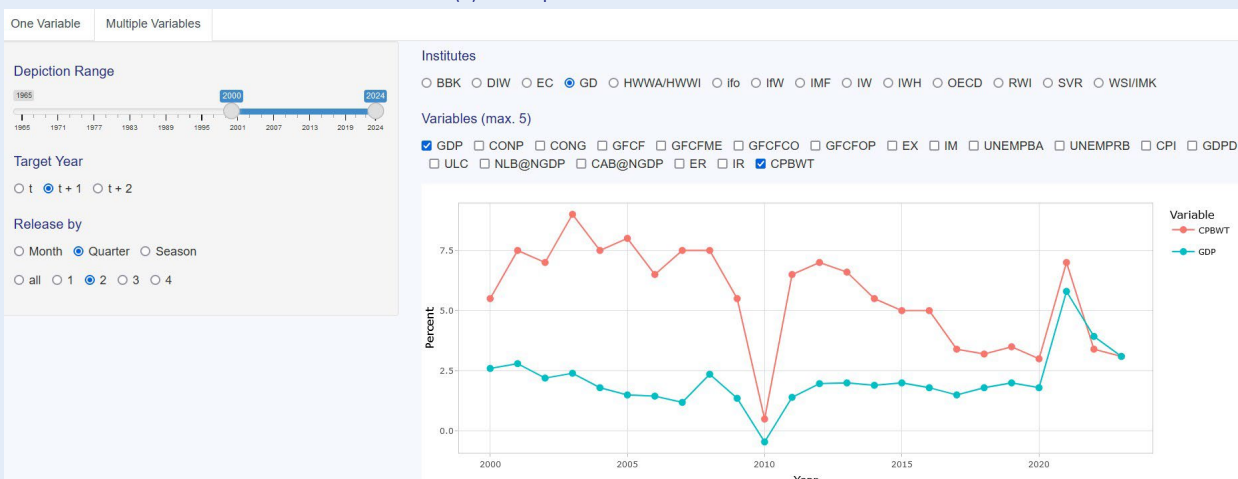 One Variable Multiple Variables
Depiction Range
1965 2000 2024
1965 1971 1977 1983 1989 1995 2001 2007 2013 2019 2024
Target Year
t t + 1 t + 2
Release by
Month Quarter Season
all 1 2 3 4
Institutes
BBK DIW EC GD HWWA/HWWI ifo IfW IMF IW IWH OECD RWI SVR WSI/IMK
Variables (max. 5)
GDP CONP CONG GFCF GFCFME GFCFCO GFCFOP EX IM UNEMPBA UNEMPRB CPI GDPD
ULC NLB@NGDP CAB@NGDP ER IR CPBWT
7.5
5.0
2.5
0.0
Percent
2000 2005 2010 2015 2020
Variable
CPBWT
GDP